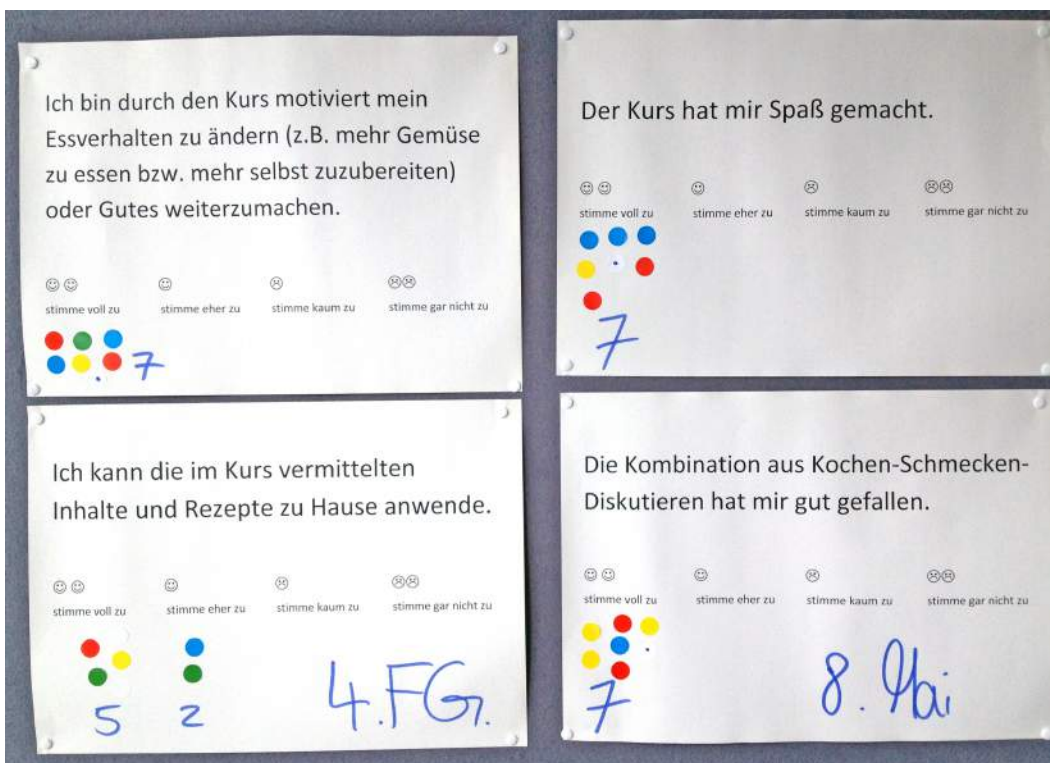 Ich bin durch den Kurs motiviert mein
Essverhalten zu ändern (z.B. mehr Gemüse
zu essen bzw. mehr selbst zuzubereiten)
oder Gutes weiterzumachen.
stimme voll zu stimme eher zu stimme kaum zu stimme gar nicht zu
7
Der Kurs hat mir Spaß gemacht.
stimme voll zu stimme eher zu stimme kaum zu stimme gar nicht zu
7
Ich kann die im Kurs vermittelten
Inhalte und Rezepte zu Hause anwende.
stimme voll zu stimme eher zu stimme kaum zu stimme gar nicht zu
5 2 4.FG.
Die Kombination aus Kochen-Schmecken-
Diskutieren hat mir gut gefallen.
stimme voll zu stimme eher zu stimme kaum zu stimme gar nicht zu
7 8. Mai